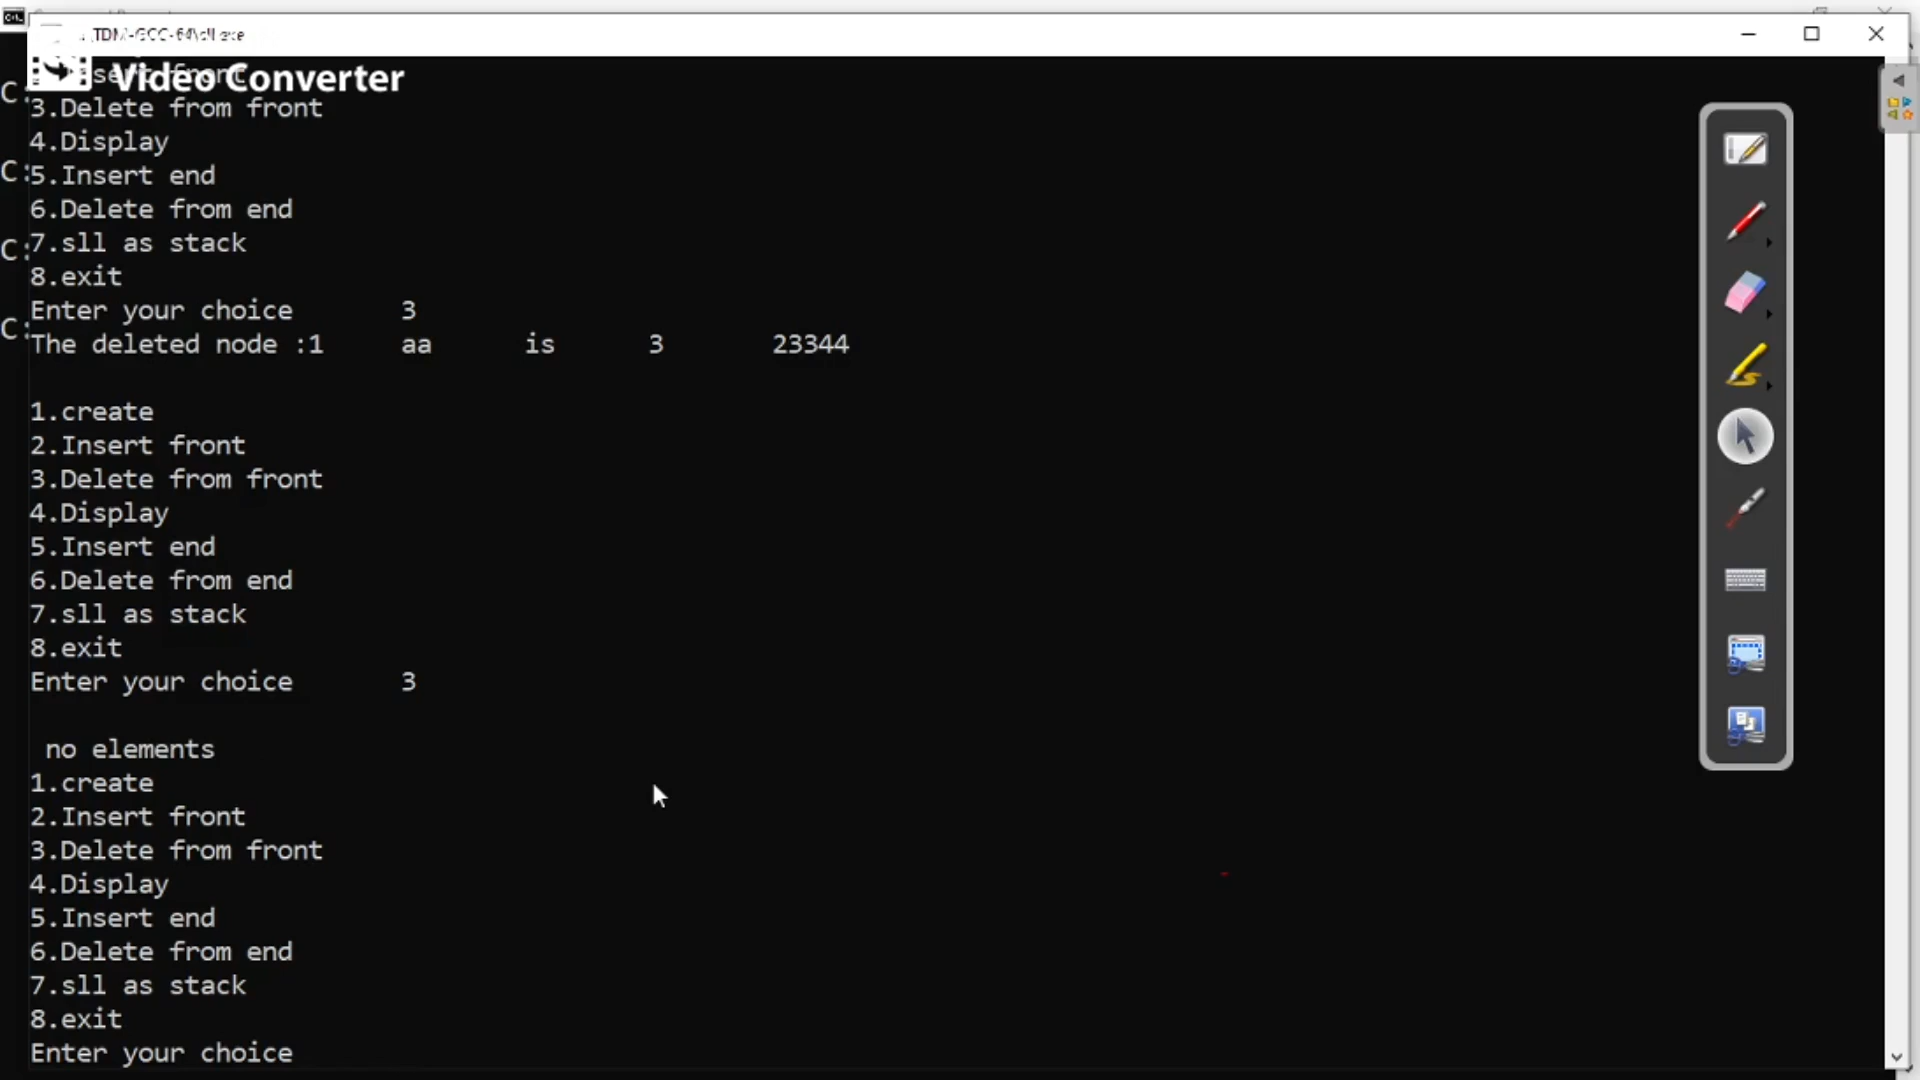 Video Converter
3.Delete from front
4.Display
5.Insert end
6.Delete from end
7.sll as stack
8.exit
Enter your choice 3
The deleted node :1 aa is 3 23344
1.create
2.Insert front
3.Delete from front
4.Display
5.Insert end
6.Delete from end
7.sll as stack
8.exit
Enter your choice 3
no elements
1.create
2.Insert front
3.Delete from front
4.Display
5.Insert end
6.Delete from end
7.sll as stack
8.exit
Enter your choice
C:
C:
C:
C: